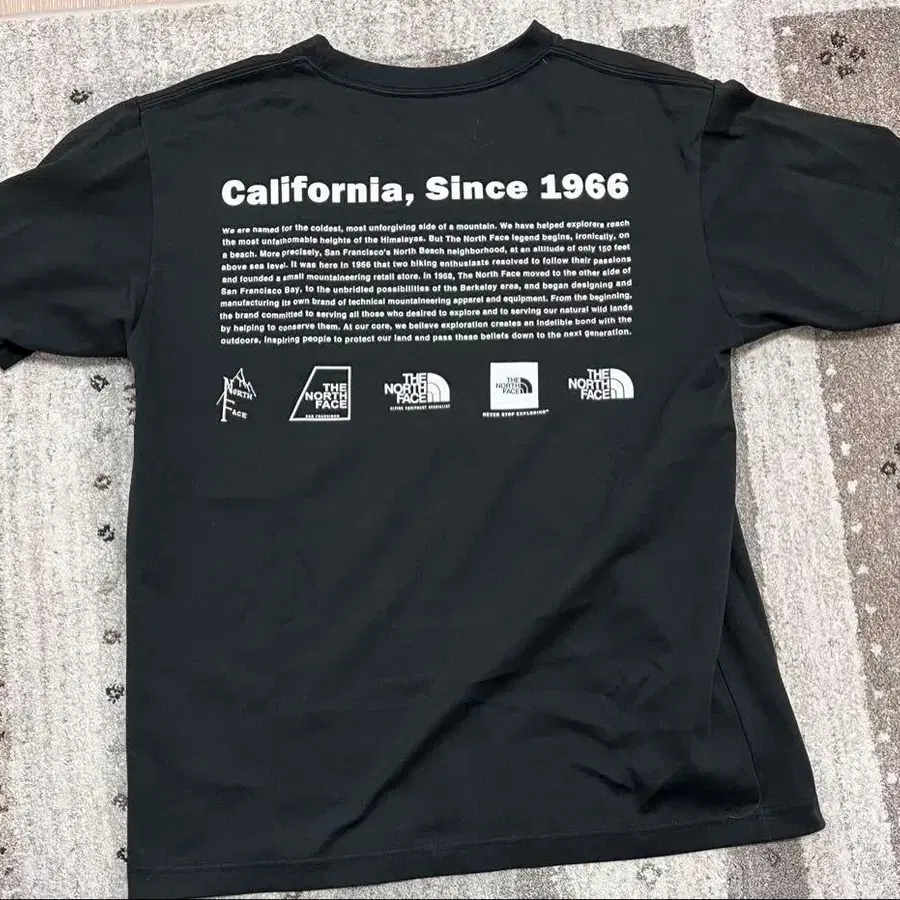 California, Since 1966
We are named for the coldest, most unforgiving side of a mountain. We have helped explorers reach
the most unfathomable heights of the Himalayas. But The North Face legend begins, ironically, on
a beach. More precisely, San Francisco's North Beach neighborhood, at an altitude of only 150 feet
above sea level. It was here in 1966 that two hiking enthusiasts resolved to follow their passions
and founded a small mountaineering retail store. In 1968, The North Face moved to the other side of
San Francisco Bay, to the unbridled possibilities of the Berkeley area, and began designing and
manufacturing its own brand of technical mountaineering apparel and equipment. From the beginning,
the brand committed to serving all those who desired to explore and to serving our natural wild lands
by helping to conserve them. At our core, we believe exploration creates an indelible bond with the
outdoors, inspiring people to protect our land and pass these beliefs down to the next generation.
North
Face
THE
NORTH
FACE
SAN FRANCISCO
THE
NORTH
FACE
ALPINE EQUIPMENT SPECIALIST
THE
NORTH
FACE
NEVER STOP EXPLORING™
THE
NORTH
FACE